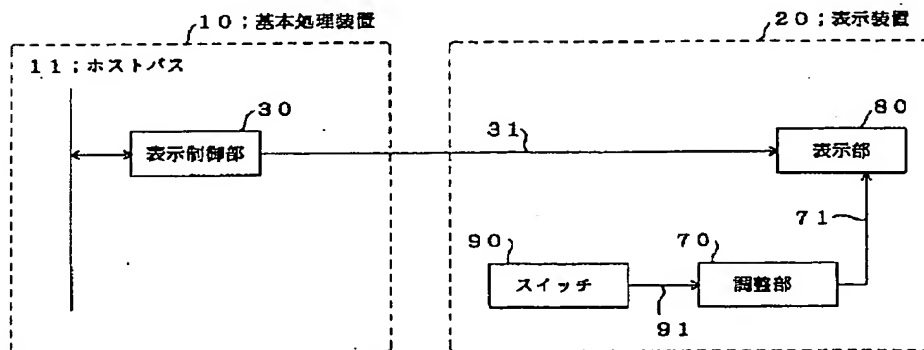 10;基本処理装置
20;表示装置
11;ホストバス
30
表示制御部
31
80
表示部
71
90
スイッチ
91
70
調整部